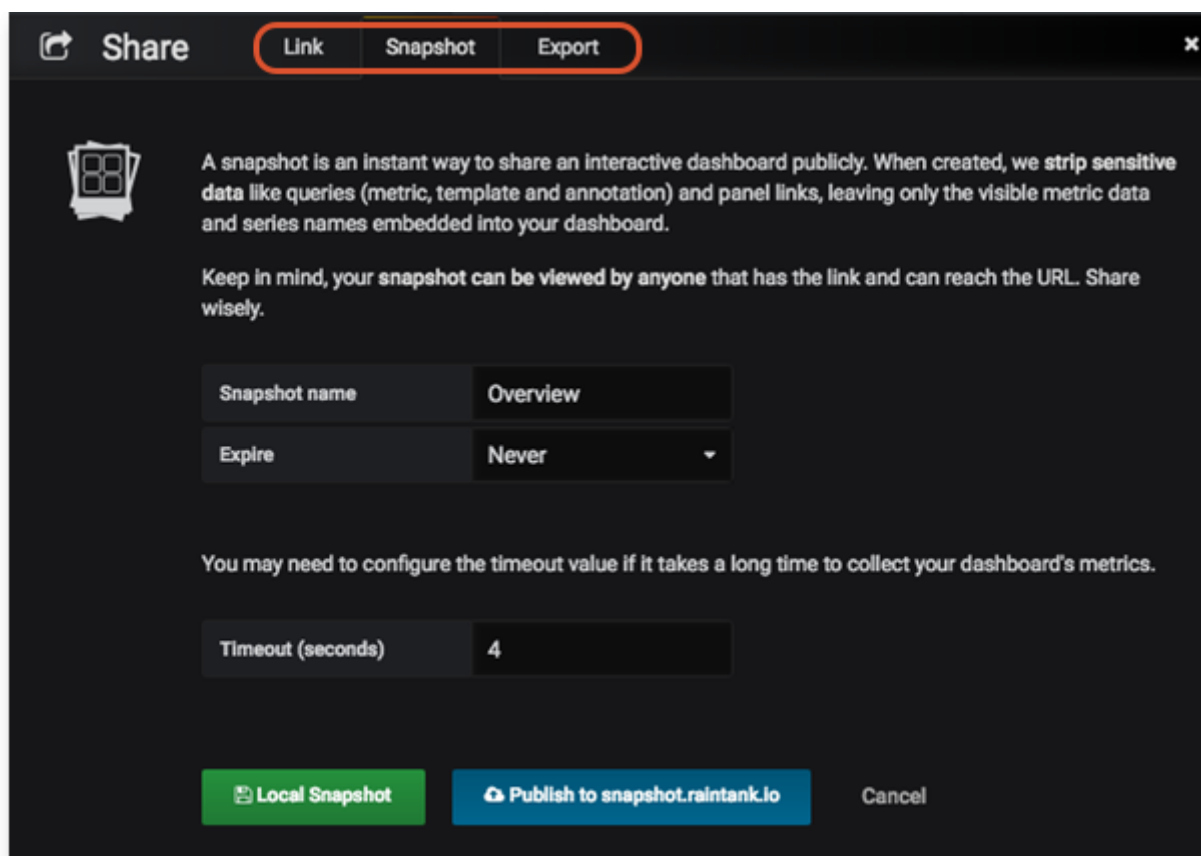 Share
Link
Snapshot
Export
A snapshot is an instant way to share an interactive dashboard publicly. When created, we strip sensitive
data like queries (metric, template and annotation) and panel links, leaving only the visible metric data
and series names embedded into your dashboard.
Keep in mind, your snapshot can be viewed by anyone that has the link and can reach the URL. Share
wisely.
Snapshot name
Overview
Expire
Never
You may need to configure the timeout value if it takes a long time to collect your dashboard's metrics.
Timeout (seconds)
4
Local Snapshot
Publish to snapshot.raintank.io
Cancel